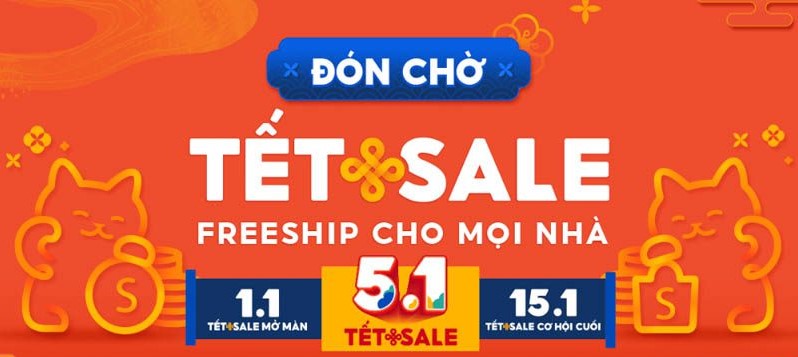 ĐÓN CHỜ
TẾT SALE
FREESHIP CHO MỌI NHÀ
1.1
TẾT SALE MỞ MÀN
5.1
TẾT SALE
15.1
TẾT SALE CƠ HỘI CUỐI
S
S